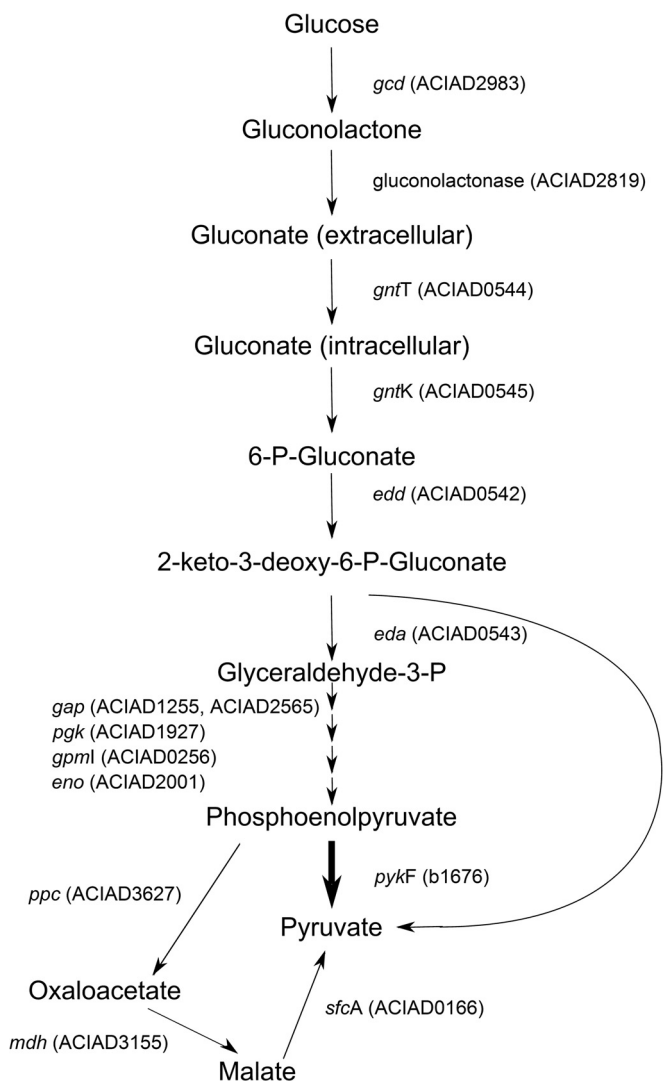 Glucose
gcd (ACIAD2983)
Gluconolactone
gluconolactonase (ACIAD2819)
Gluconate (extracellular)
gntT (ACIAD0544)
Gluconate (intracellular)
gntK (ACIAD0545)
6-P-Gluconate
edd (ACIAD0542)
2-keto-3-deoxy-6-P-Gluconate
eda (ACIAD0543)
Glyceraldehyde-3-P
gap (ACIAD1255, ACIAD2565)
pgk (ACIAD1927)
gpmI (ACIAD0256)
eno (ACIAD2001)
Phosphoenolpyruvate
pykF (b1676)
ppc (ACIAD3627)
Pyruvate
Oxaloacetate
sfcA (ACIAD0166)
mdh (ACIAD3155)
Malate